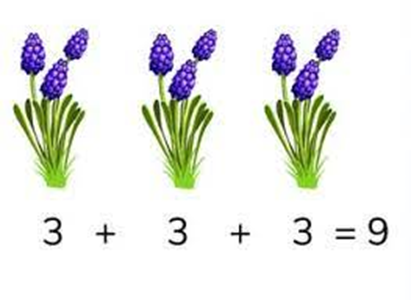 3 + 3 + 3 = 9